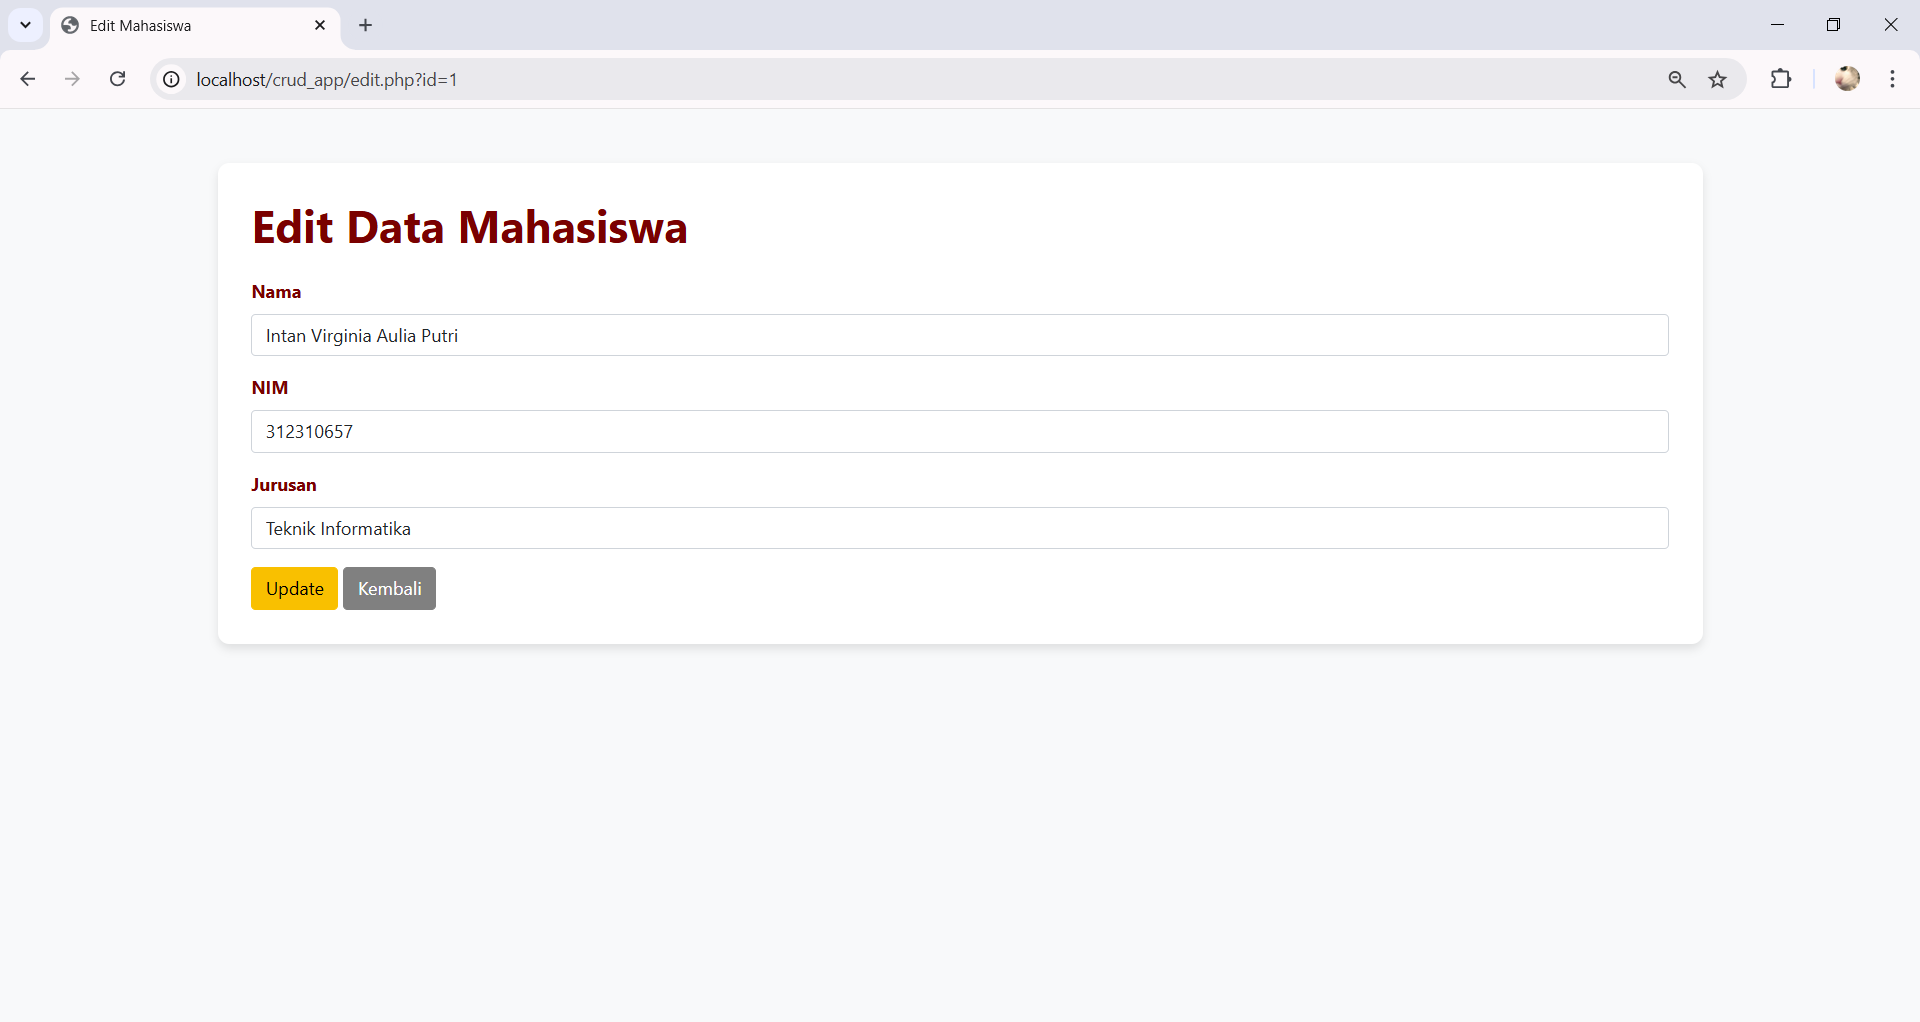 Edit Mahasiswa
localhost/crud_app/edit.php?id=1
Edit Data Mahasiswa
Nama
Intan Virginia Aulia Putri
NIM
312310657
Jurusan
Teknik Informatika
Update Kembali